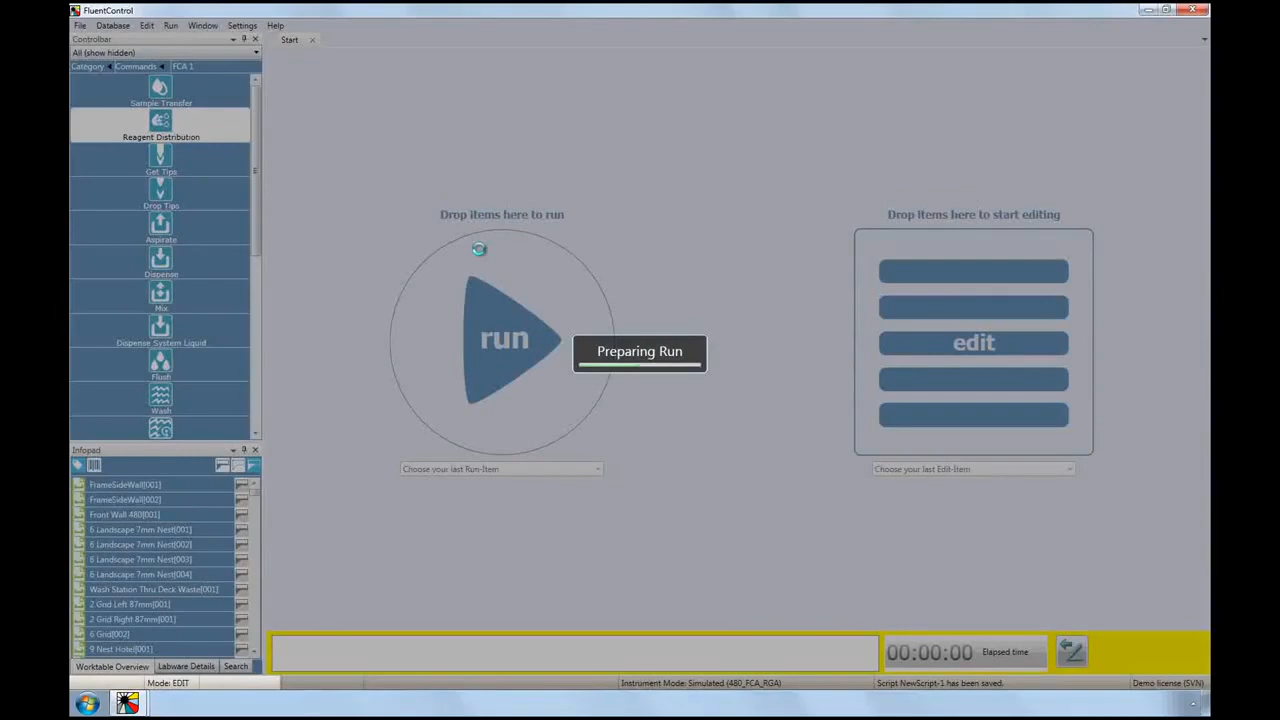 FluentControl
File Database Edit Run Window Settings Help
Controlbar
Start
All (show hidden)
Category Commands FCA 1
Sample Transfer
Reagent Distribution
Get Tips
Drop Tips
Aspirate
Dispense
Mix
Dispense System Liquid
Flush
Wash
Drop items here to run
Drop items here to start editing
run
edit
Preparing Run
Choose your last Run-Item
Choose your last Edit-Item
Infopad
FrameSideWall[001]
FrameSideWall[002]
Front Wall 480[001]
6 Landscape 7mm Nest[001]
6 Landscape 7mm Nest[002]
6 Landscape 7mm Nest[003]
6 Landscape 7mm Nest[004]
Wash Station Thru Deck Waste[001]
2 Grid Left 87mm[001]
2 Grid Right 87mm[001]
6 Grid[002]
9 Nest Hotel[001]
Worktable Overview Labware Details Search
00:00:00 Elapsed time
Mode: EDIT
Instrument Mode: Simulated (480_FCA_RGA)
Script NewScript-1 has been saved.
Demo license (SVN)